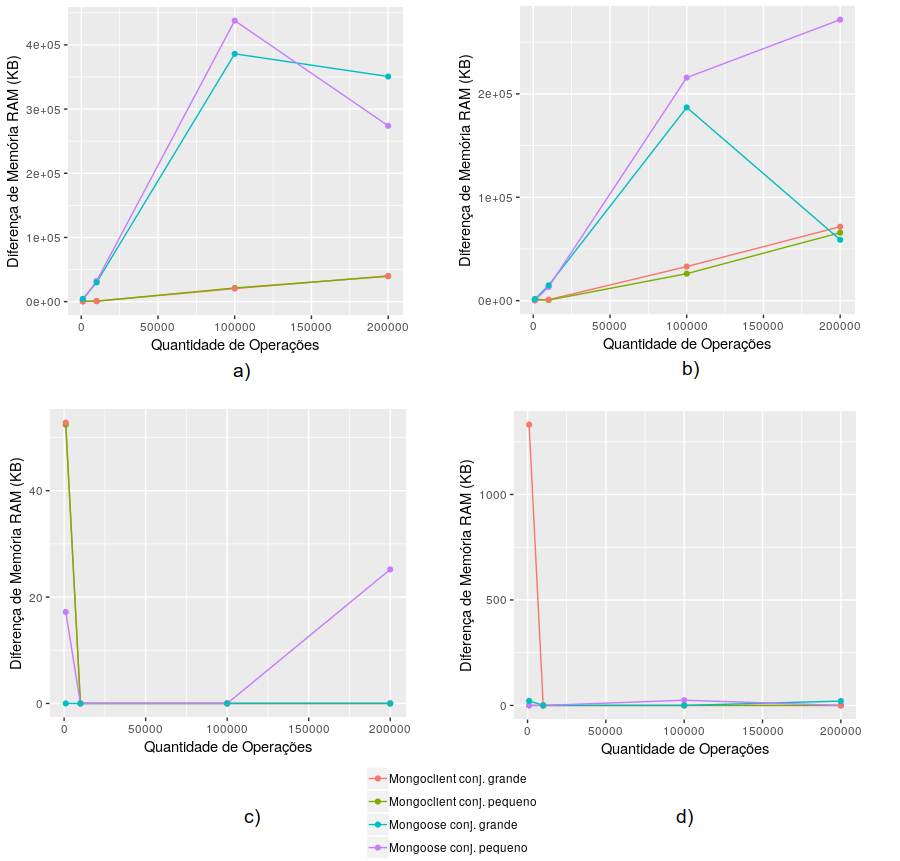 Diferença de Memória RAM (KB)
4e+05
3e+05
2e+05
1e+05
0e+00
0 50000 100000 150000 200000
Quantidade de Operações
a)
Diferença de Memória RAM (KB)
2e+05
1e+05
0e+00
0 50000 100000 150000 200000
Quantidade de Operações
b)
Diferença de Memória RAM (KB)
40
20
0
0 50000 100000 150000 200000
Quantidade de Operações
c)
Diferença de Memória RAM (KB)
1000
500
0
0 50000 100000 150000 200000
Quantidade de Operações
d)
Mongoclient conj. grande
Mongoclient conj. pequeno
Mongoose conj. grande
Mongoose conj. pequeno